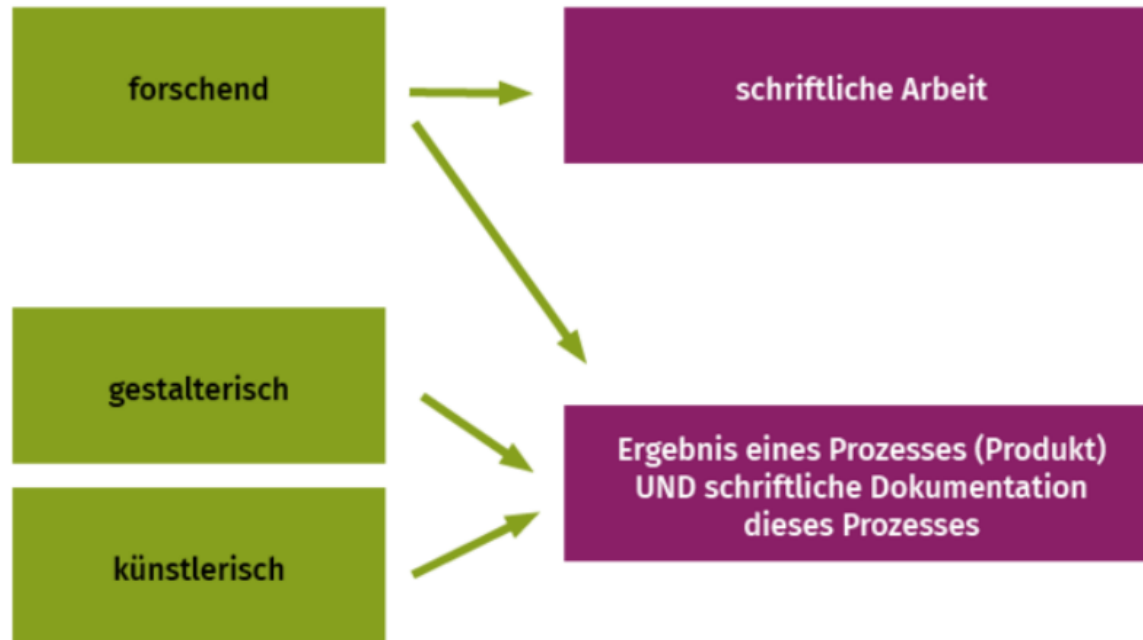 forschend
schriftliche Arbeit
gestalterisch
künstlerisch
Ergebnis eines Prozesses (Produkt)
UND schriftliche Dokumentation
dieses Prozesses